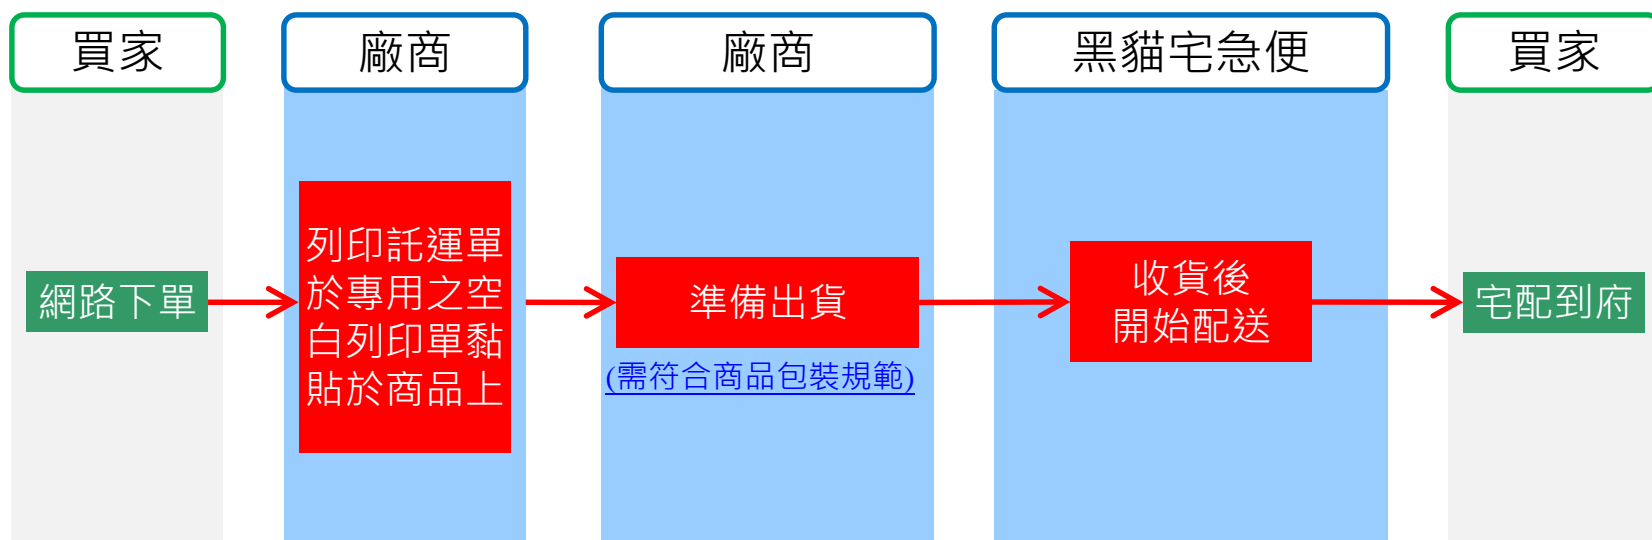 買家
廠商
廠商
黑貓宅急便
買家
網路下單
列印託運單
於專用之空
白列印單黏
貼於商品上
準備出貨
(需符合商品包裝規範)
收貨後
開始配送
宅配到府